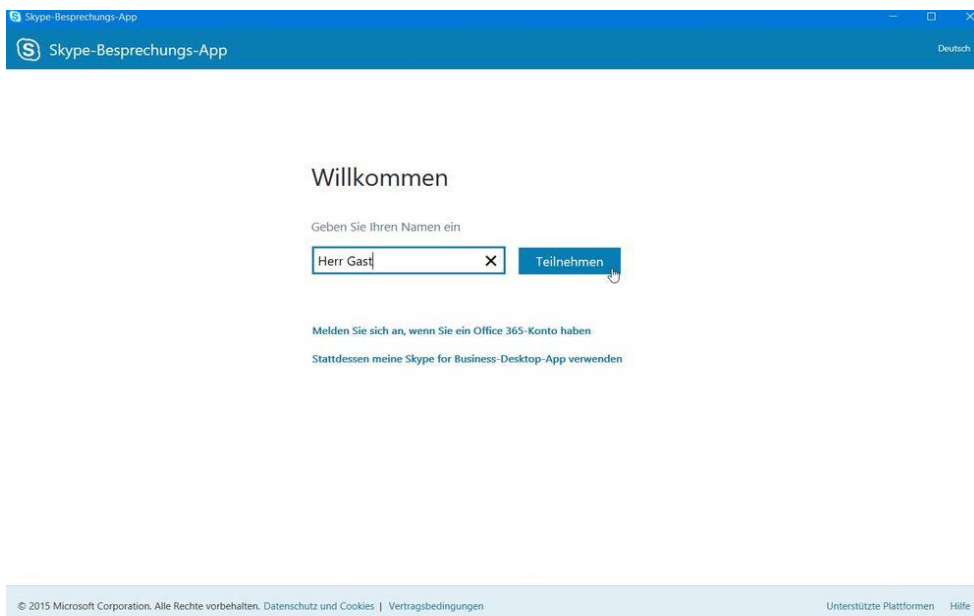 Skype-Besprechungs-App
Skype-Besprechungs-App
Deutsch
Willkommen
Geben Sie Ihren Namen ein
Herr Gast
Teilnehmen
Melden Sie sich an, wenn Sie ein Office 365-Konto haben
Stattdessen meine Skype for Business-Desktop-App verwenden
© 2015 Microsoft Corporation. Alle Rechte vorbehalten. Datenschutz und Cookies | Vertragsbedingungen Unterstützte Plattformen Hilfe